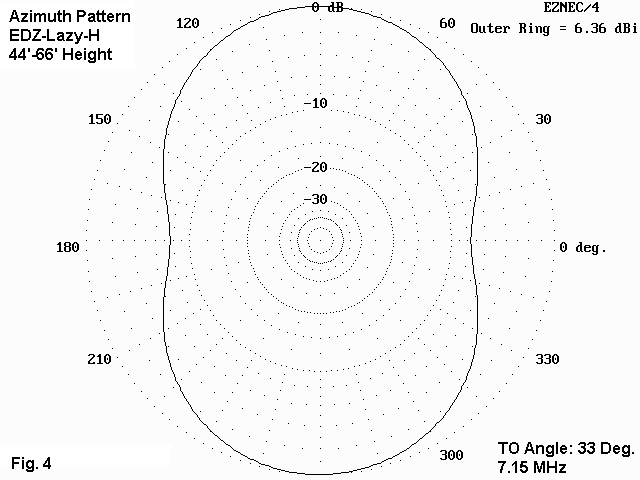 Azimuth Pattern
EDZ-Lazy-H
44'-66' Height
0 dB
EZNEC/4
Outer Ring = 6.36 dBi
120
60
-10
150
30
-20
-30
180
0 deg.
210
330
300
Fig. 4
TO Angle: 33 Deg.
7.15 MHz